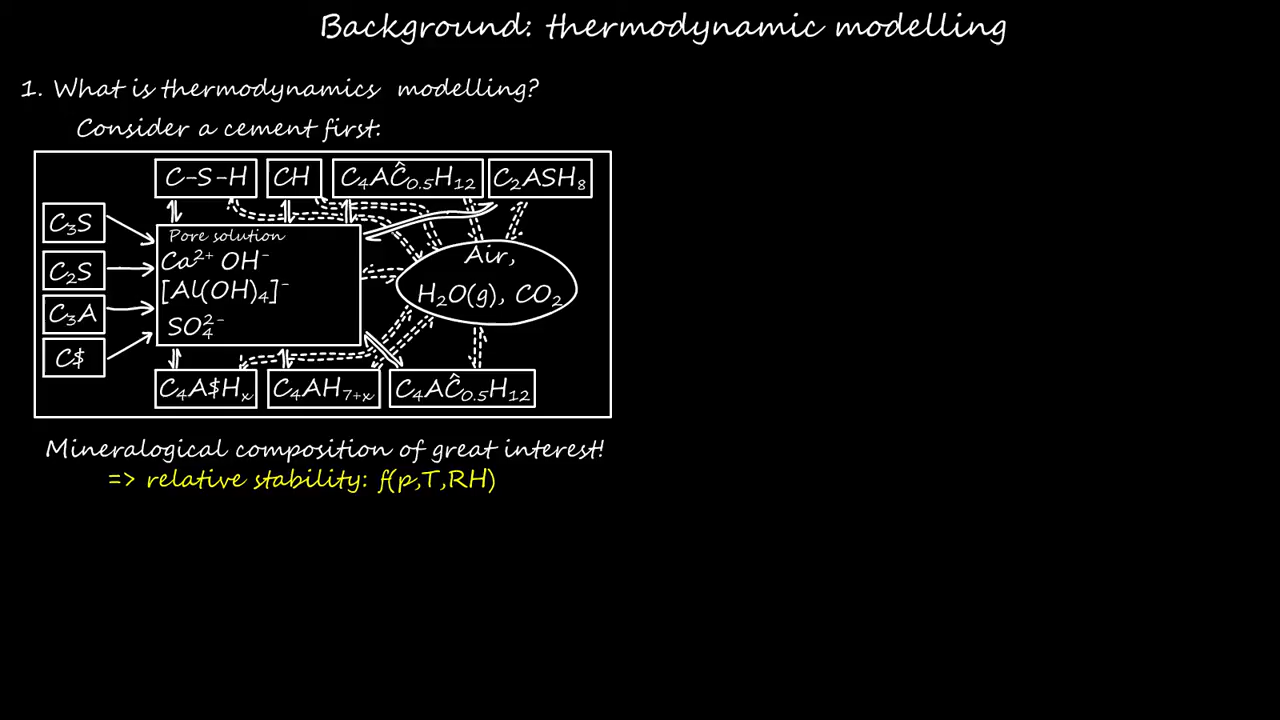 Background: thermodynamic modelling
1. What is thermodynamics modelling?
Consider a cement first:
C-S-H CH C₄AĈ₀.₅H₁₂ C₂ASH₈
C₃S
C₂S
C₃A
C$
Pore solution
Ca²⁺ OH⁻
[Al(OH)₄]⁻
SO₄²⁻
Air,
H₂O(g), CO₂
C₄A$Hₓ C₄AH₇₊ₓ C₄AĈ₀.₅H₁₂
Mineralogical composition of great interest!
=> relative stability: f(p,T,RH)